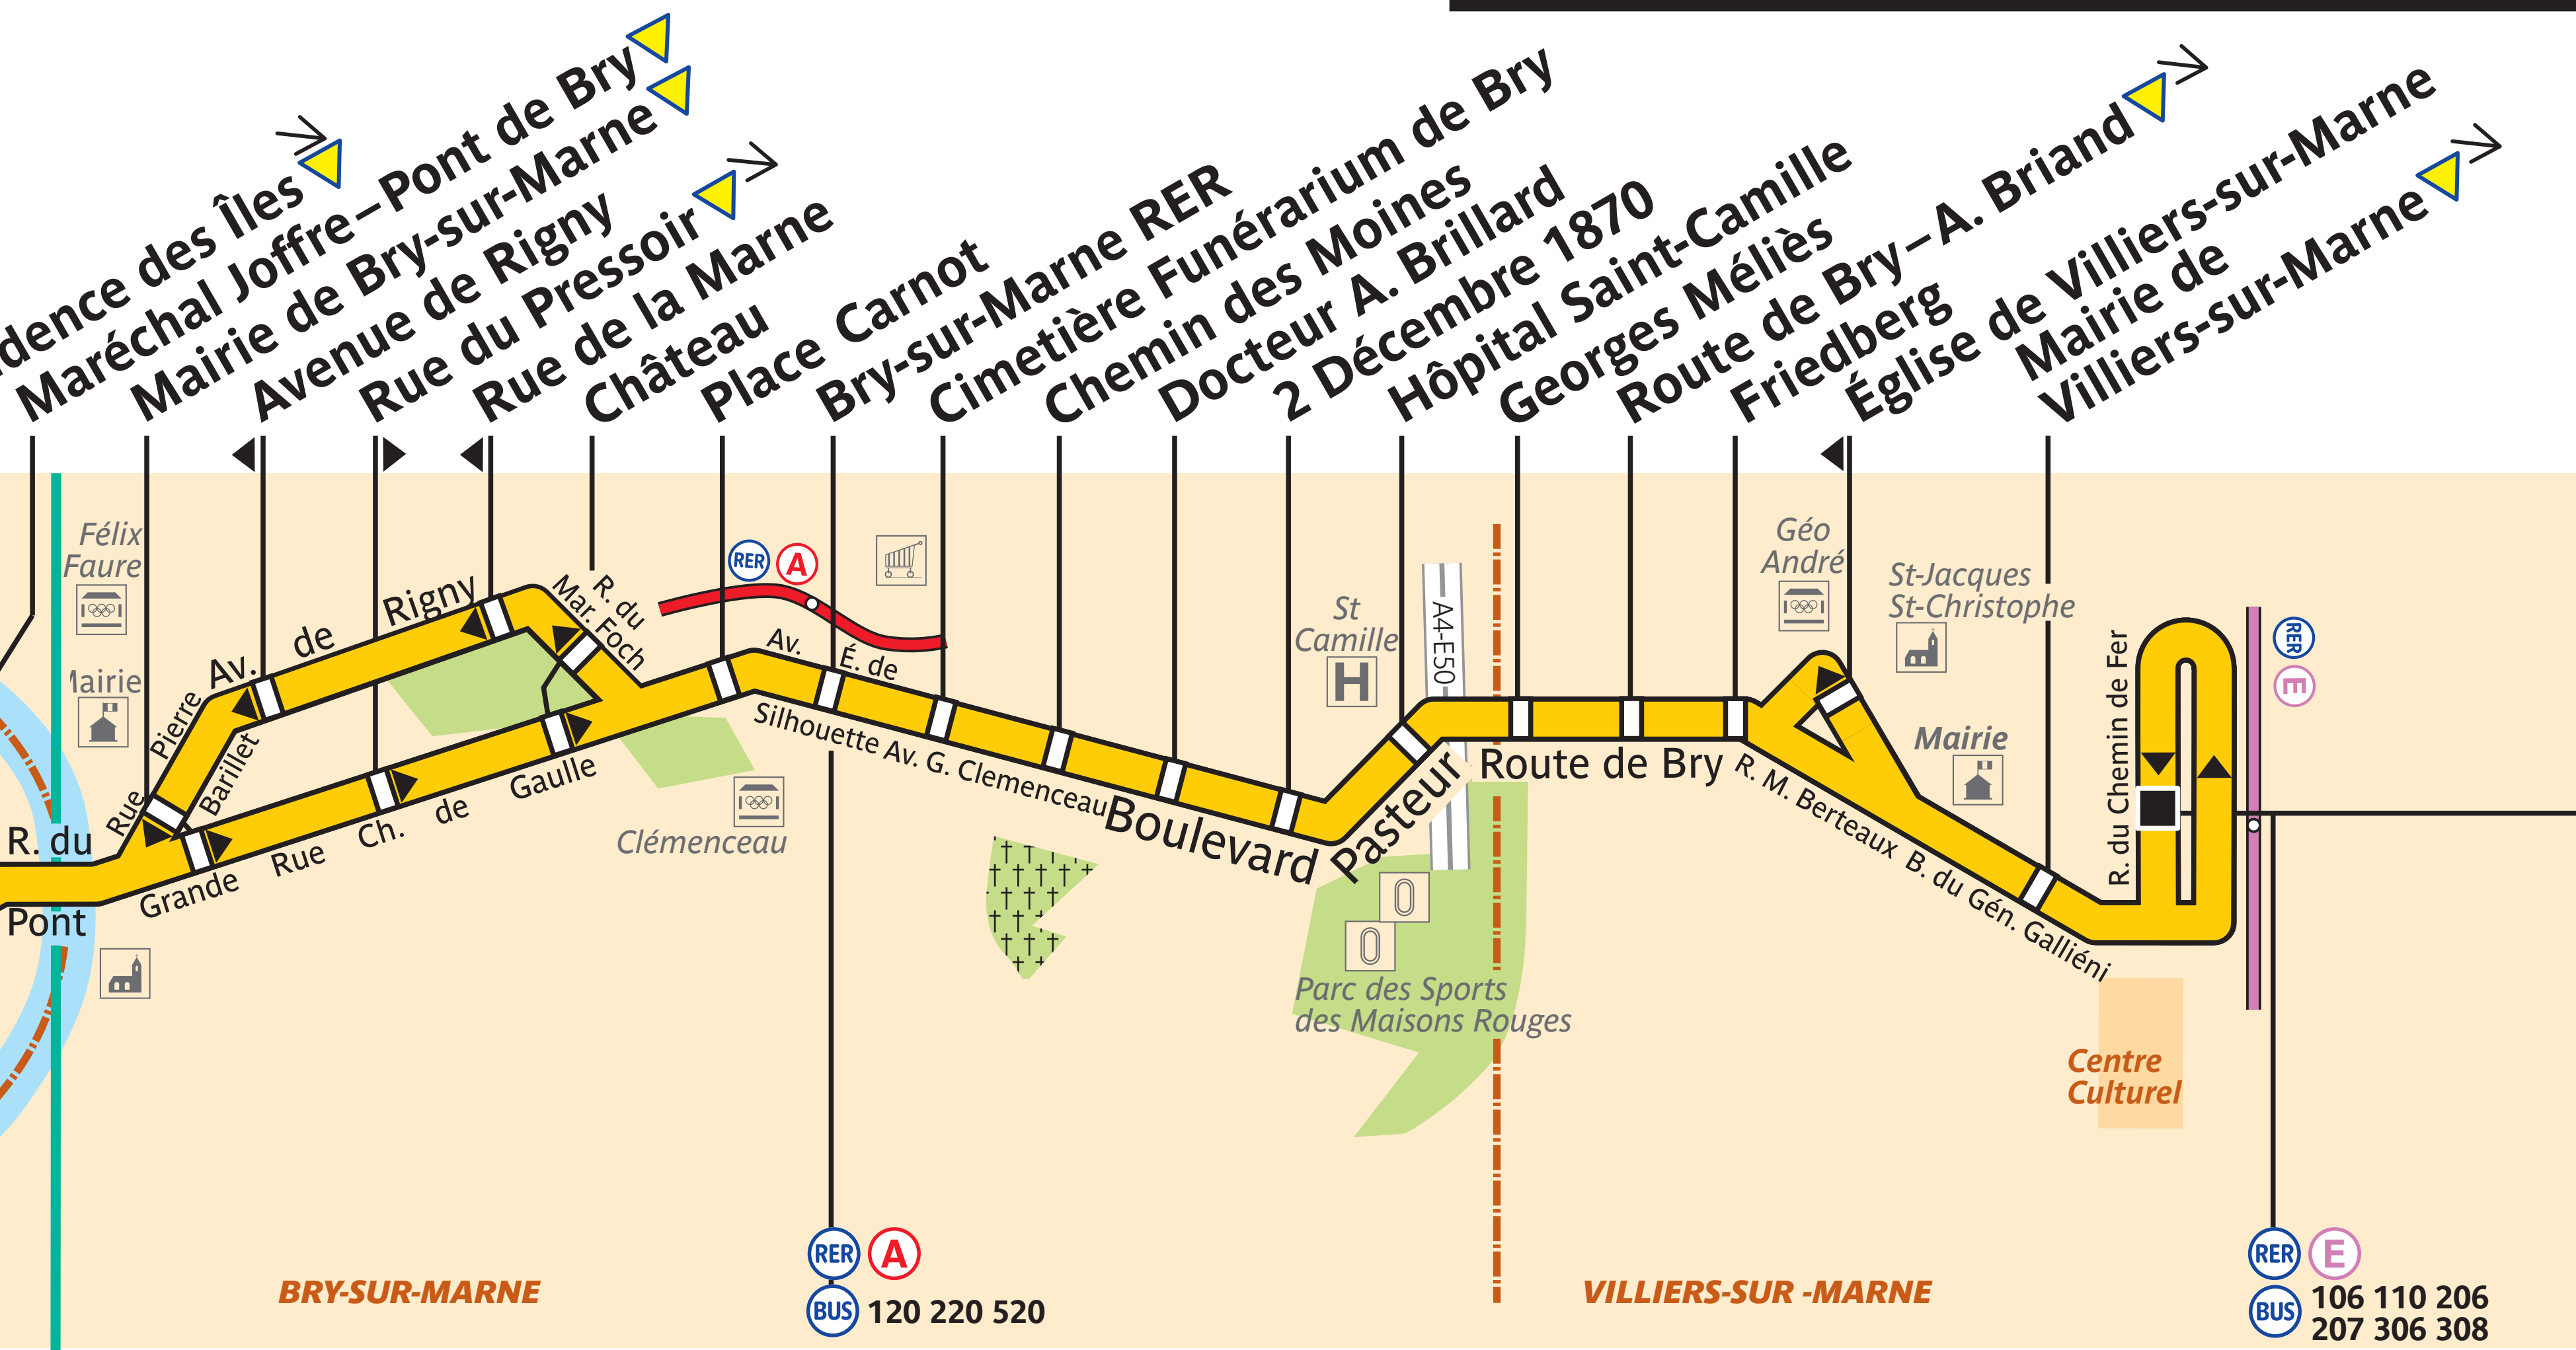 dence des Îles
Maréchal Joffre–Pont de Bry
Mairie de Bry-sur-Marne
Avenue de Rigny
Rue du Pressoir
Rue de la Marne
Château
Place Carnot
Bry-sur-Marne RER
Cimetière Funérarium de Bry
Chemin des Moines
Docteur A. Brillard
2 Décembre 1870
Hôpital Saint-Camille
Georges Méliès
Route de Bry–A. Briand
Friedberg
Église de Villiers-sur-Marne
Mairie de
Villiers-sur-Marne
Félix
Faure
Mairie
R. du
Pont
Rue Pierre
Barillet
Av. de Rigny
R. du
Mar. Foch
Grande Rue Ch. de Gaulle
Clémenceau
RER A
Av. É. de
Silhouette Av. G. Clemenceau
Boulevard Pasteur
St
Camille
H
A4-E50
Parc des Sports
des Maisons Rouges
Route de Bry
Géo
André
St-Jacques
St-Christophe
Mairie
R. M. Berteaux B. du Gén. Galliéni
R. du Chemin de Fer
RER
E
Centre
Culturel
BRY-SUR-MARNE
RER A
BUS 120 220 520
VILLIERS-SUR -MARNE
RER E
BUS 106 110 206
207 306 308